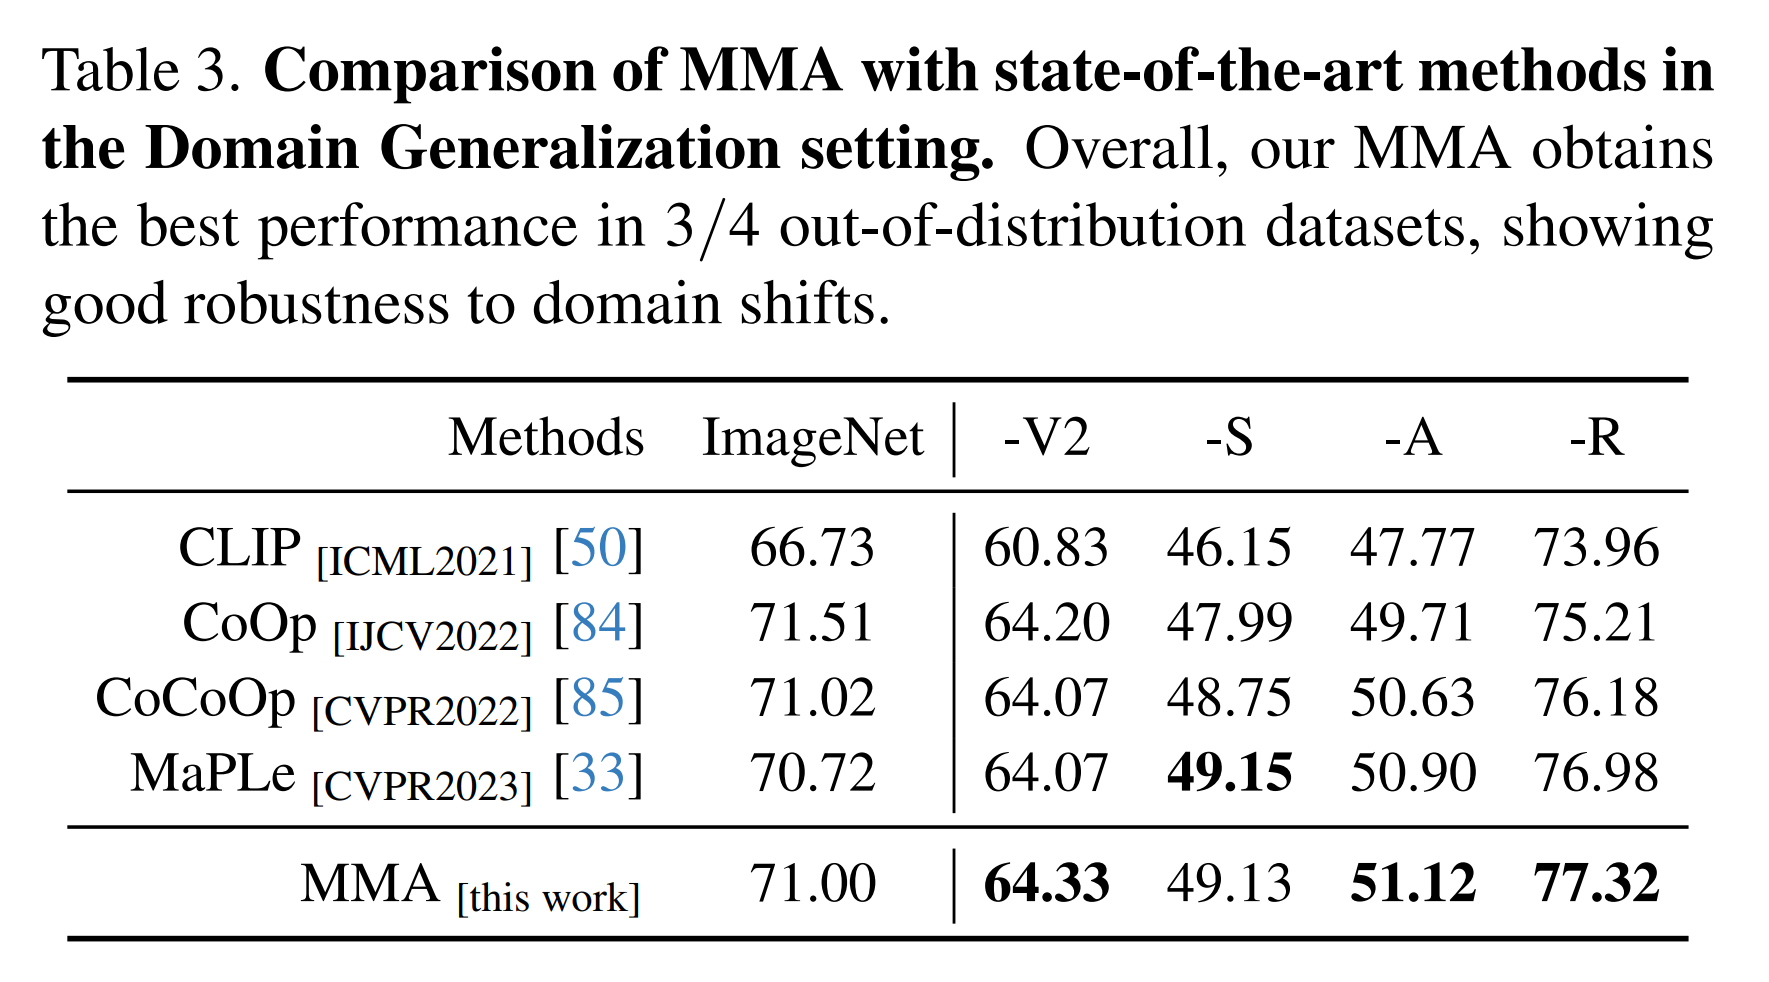 Table 3. Comparison of MMA with state-of-the-art methods in
the Domain Generalization setting. Overall, our MMA obtains
the best performance in 3/4 out-of-distribution datasets, showing
good robustness to domain shifts.
Methods ImageNet -V2 -S -A -R
CLIP [ICML2021] [50] 66.73 60.83 46.15 47.77 73.96
CoOp [IJCV2022] [84] 71.51 64.20 47.99 49.71 75.21
CoCoOp [CVPR2022] [85] 71.02 64.07 48.75 50.63 76.18
MaPLe [CVPR2023] [33] 70.72 64.07 49.15 50.90 76.98
MMA [this work] 71.00 64.33 49.13 51.12 77.32